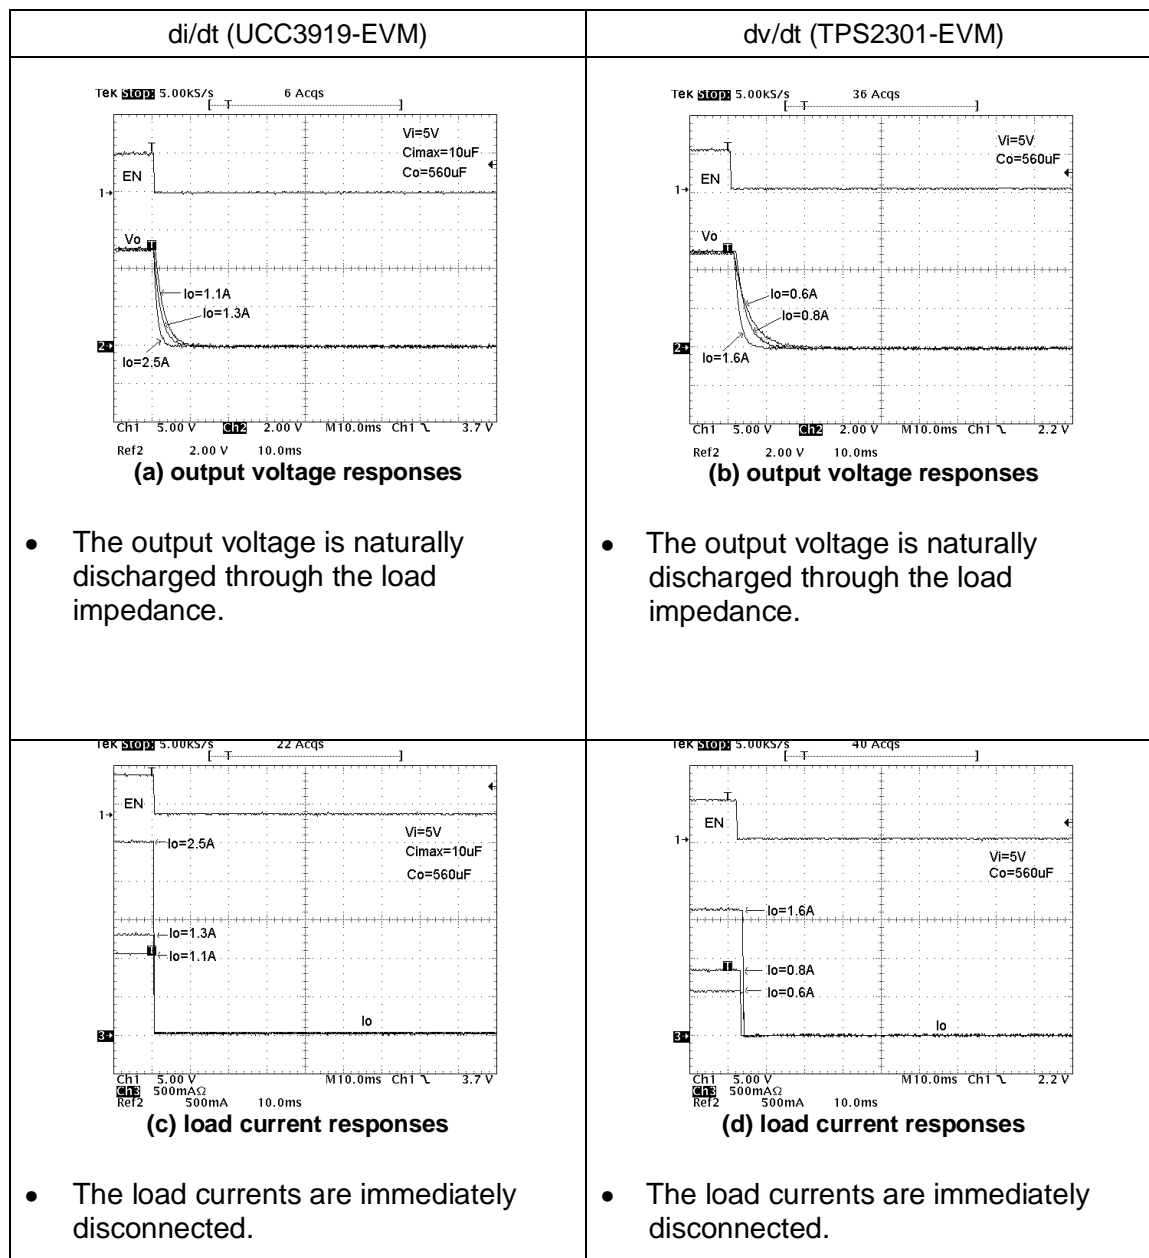 di/dt (UCC3919-EVM)
dv/dt (TPS2301-EVM)
Tek Stop: 5.00kS/s 6 Acqs
[ T ]
Vi=5V
Cimax=10uF
Co=560uF
T
EN
1→
Vo T
Io=1.1A
Io=1.3A
2→
Io=2.5A
Ch1 5.00 V Ch2 2.00 V M10.0ms Ch1 3.7 V
Ref2 2.00 V 10.0ms
(a) output voltage responses
• The output voltage is naturally
discharged through the load
impedance.
Tek Stop: 5.00kS/s 36 Acqs
[ T ]
Vi=5V
Co=560uF
T
EN
1→
Vo T
Io=0.6A
Io=0.8A
2→
Io=1.6A
Ch1 5.00 V Ch2 2.00 V M10.0ms Ch1 2.2 V
Ref2 2.00 V 10.0ms
(b) output voltage responses
• The output voltage is naturally
discharged through the load
impedance.
Tek Stop: 5.00kS/s 22 Acqs
[ T ]
T
EN
1→
Vi=5V
Cimax=10uF
Co=560uF
Io=2.5A
Io=1.3A
T
Io=1.1A
Io
3→
Ch1 5.00 V M10.0ms Ch1 3.7 V
Ch3 500mAΩ
Ref2 500mA 10.0ms
(c) load current responses
• The load currents are immediately
disconnected.
Tek Stop: 5.00kS/s 40 Acqs
[ T ]
T
EN
1→
Vi=5V
Co=560uF
Io=1.6A
T
Io=0.8A
Io=0.6A
Io
3→
Ch1 5.00 V M10.0ms Ch1 2.2 V
Ch3 500mAΩ
Ref2 500mA 10.0ms
(d) load current responses
• The load currents are immediately
disconnected.